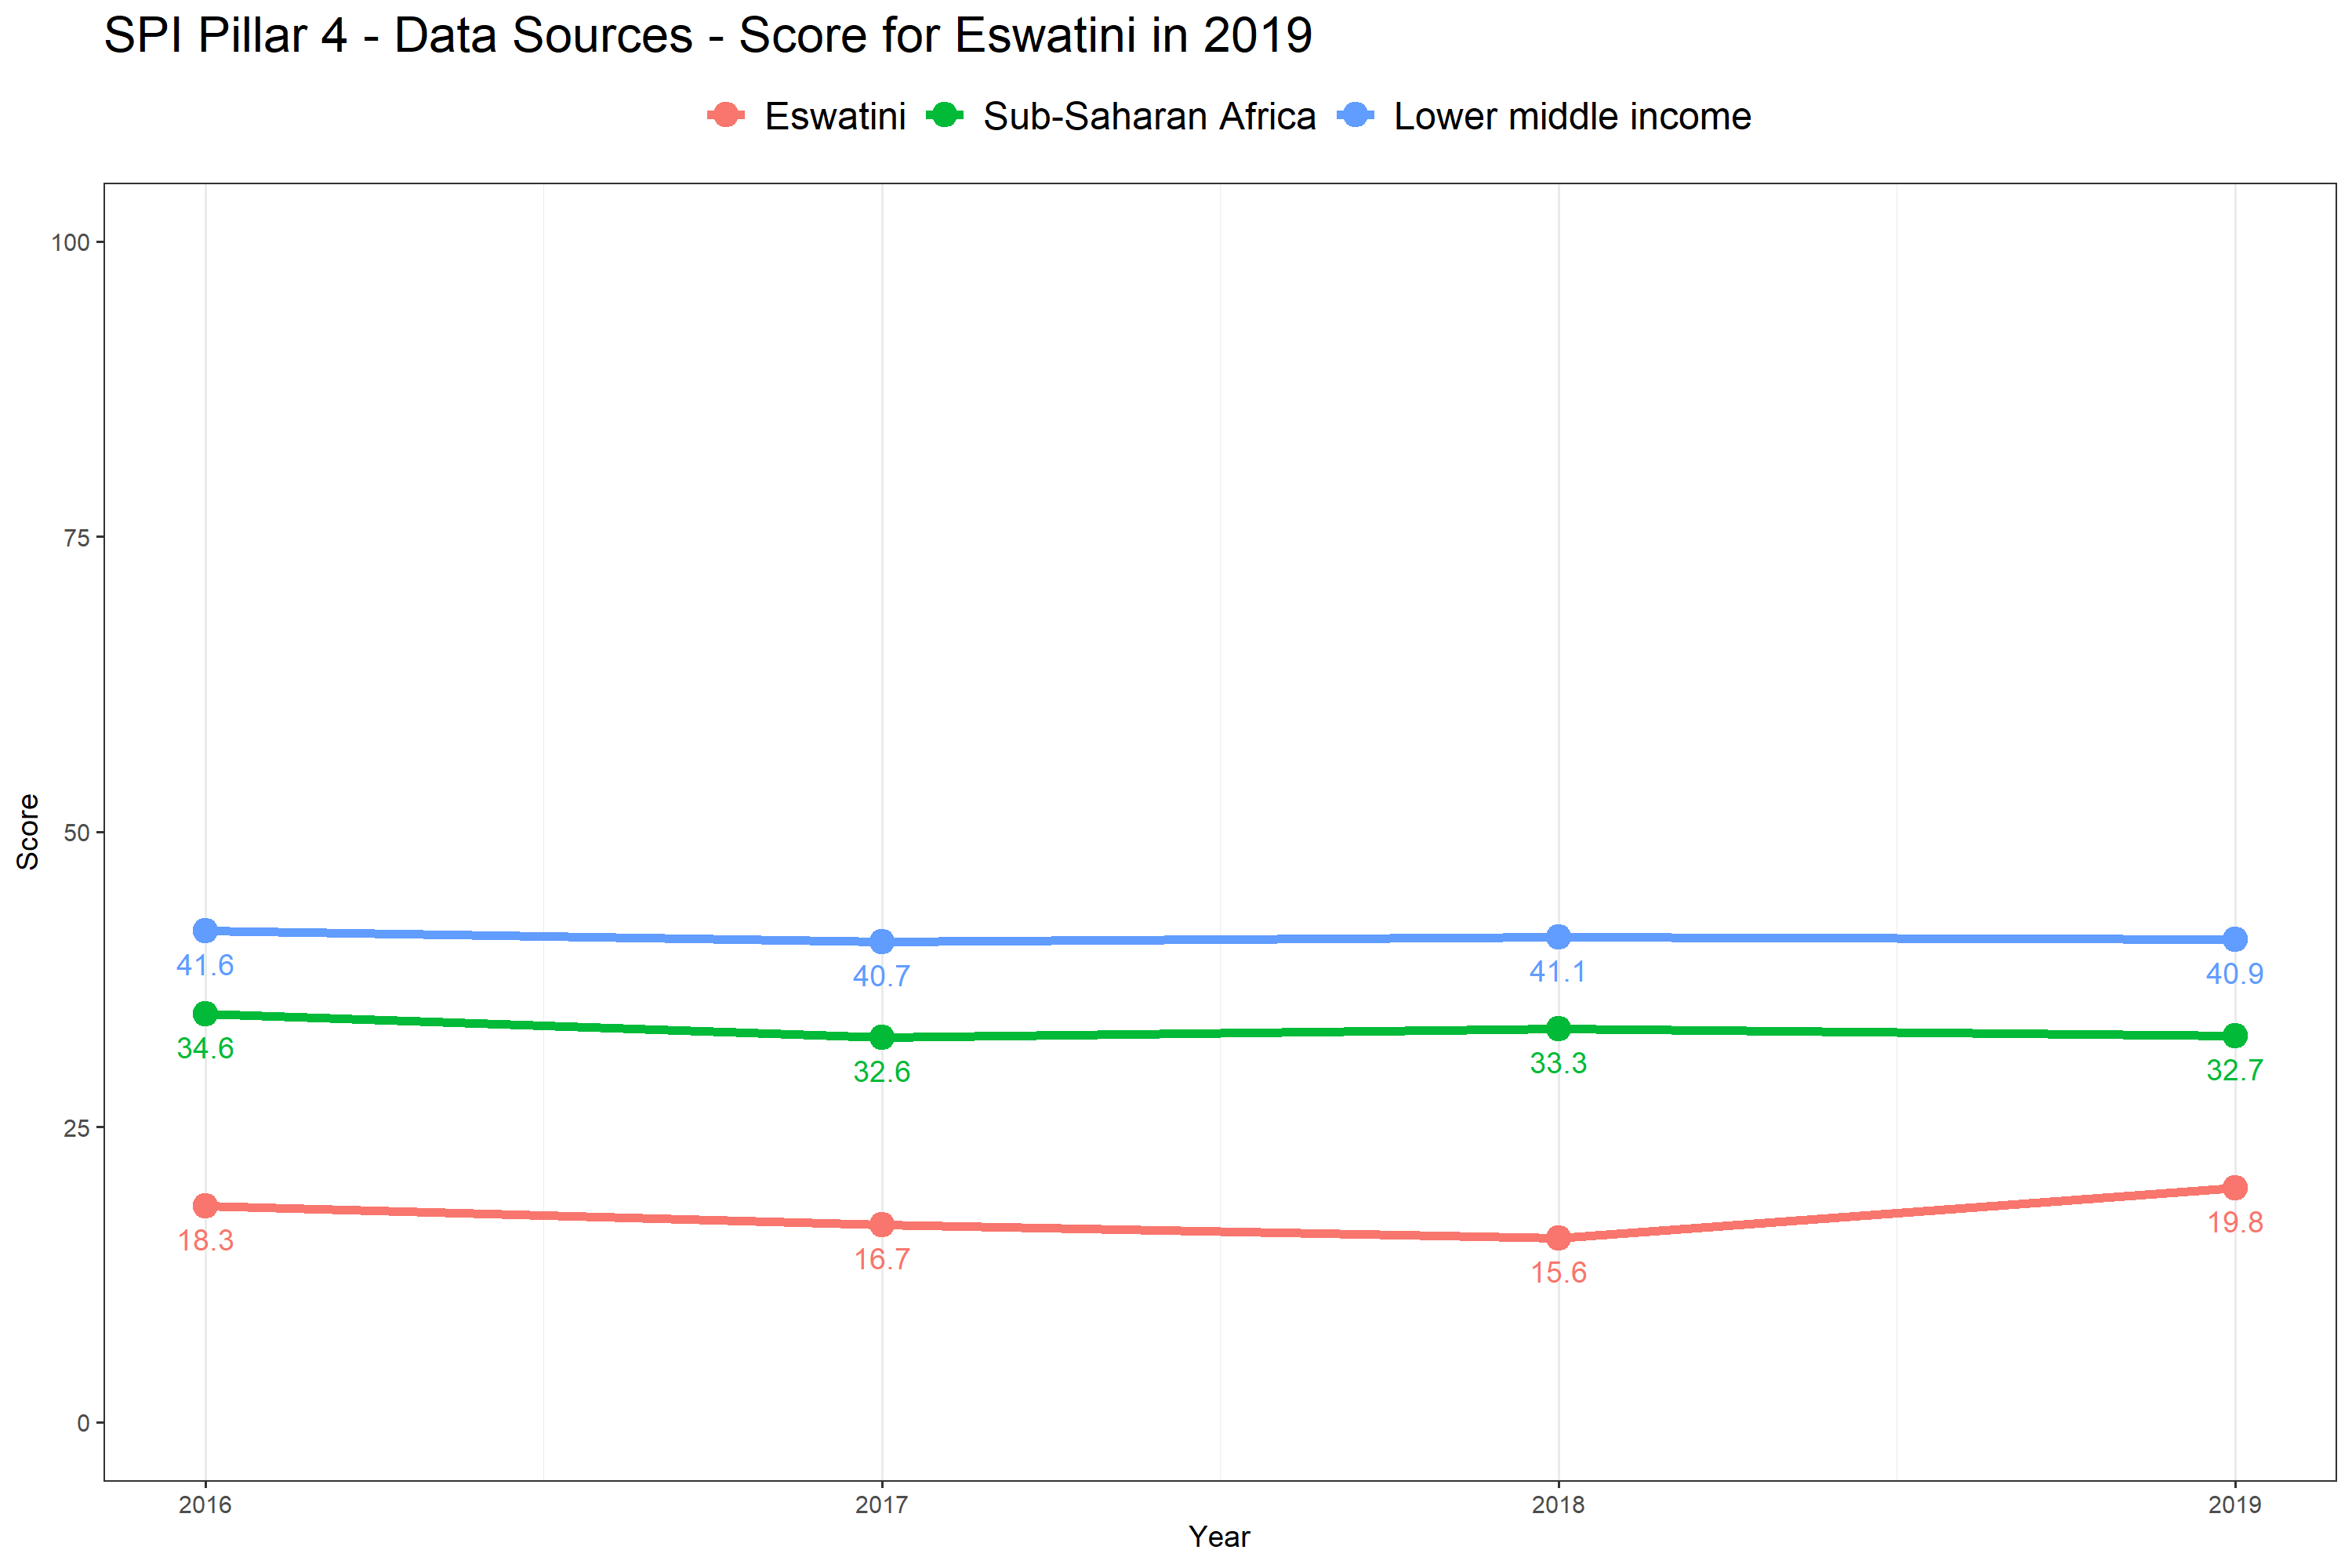 SPI Pillar 4 - Data Sources - Score for Eswatini in 2019
Eswatini Sub-Saharan Africa Lower middle income
100
75
50
25
0
Score
41.6 40.7 41.1 40.9
34.6 32.6 33.3 32.7
18.3 16.7 15.6 19.8
2016 2017 2018 2019
Year